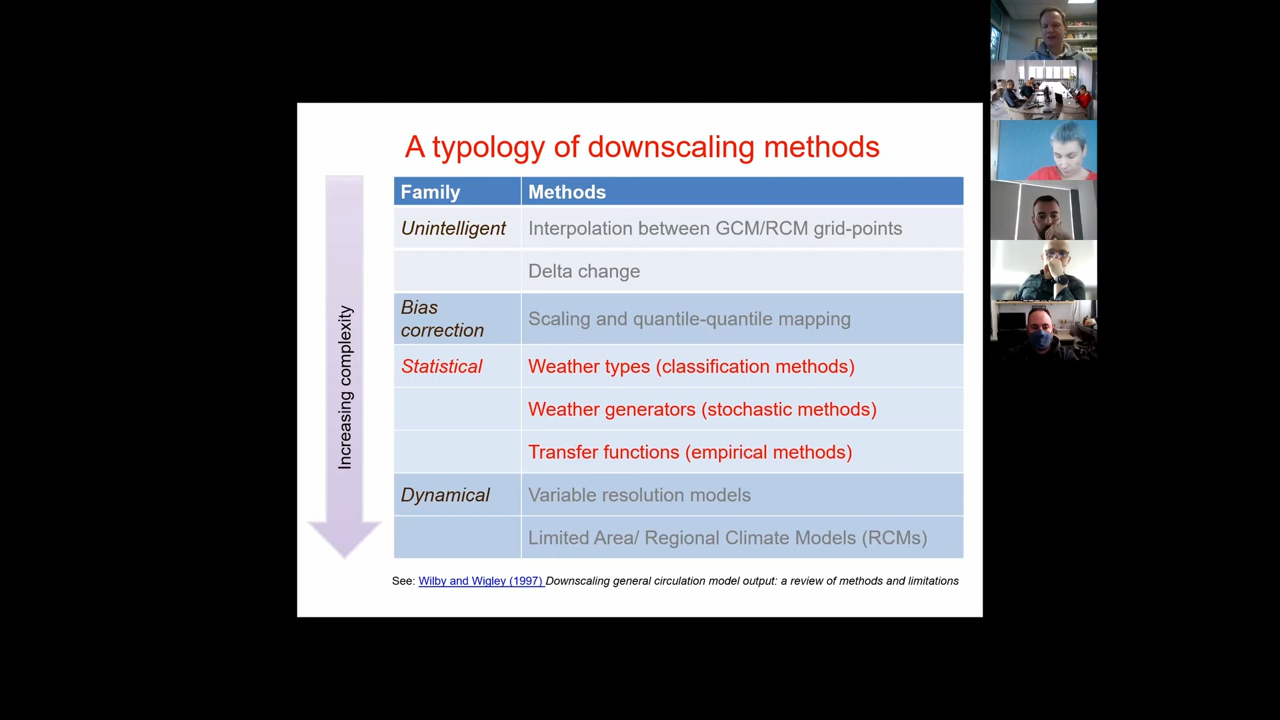 A typology of downscaling methods
Increasing complexity
Family Methods
Unintelligent Interpolation between GCM/RCM grid-points
Delta change
Bias
correction
Scaling and quantile-quantile mapping
Statistical Weather types (classification methods)
Weather generators (stochastic methods)
Transfer functions (empirical methods)
Dynamical Variable resolution models
Limited Area/ Regional Climate Models (RCMs)
See: Wilby and Wigley (1997) Downscaling general circulation model output: a review of methods and limitations